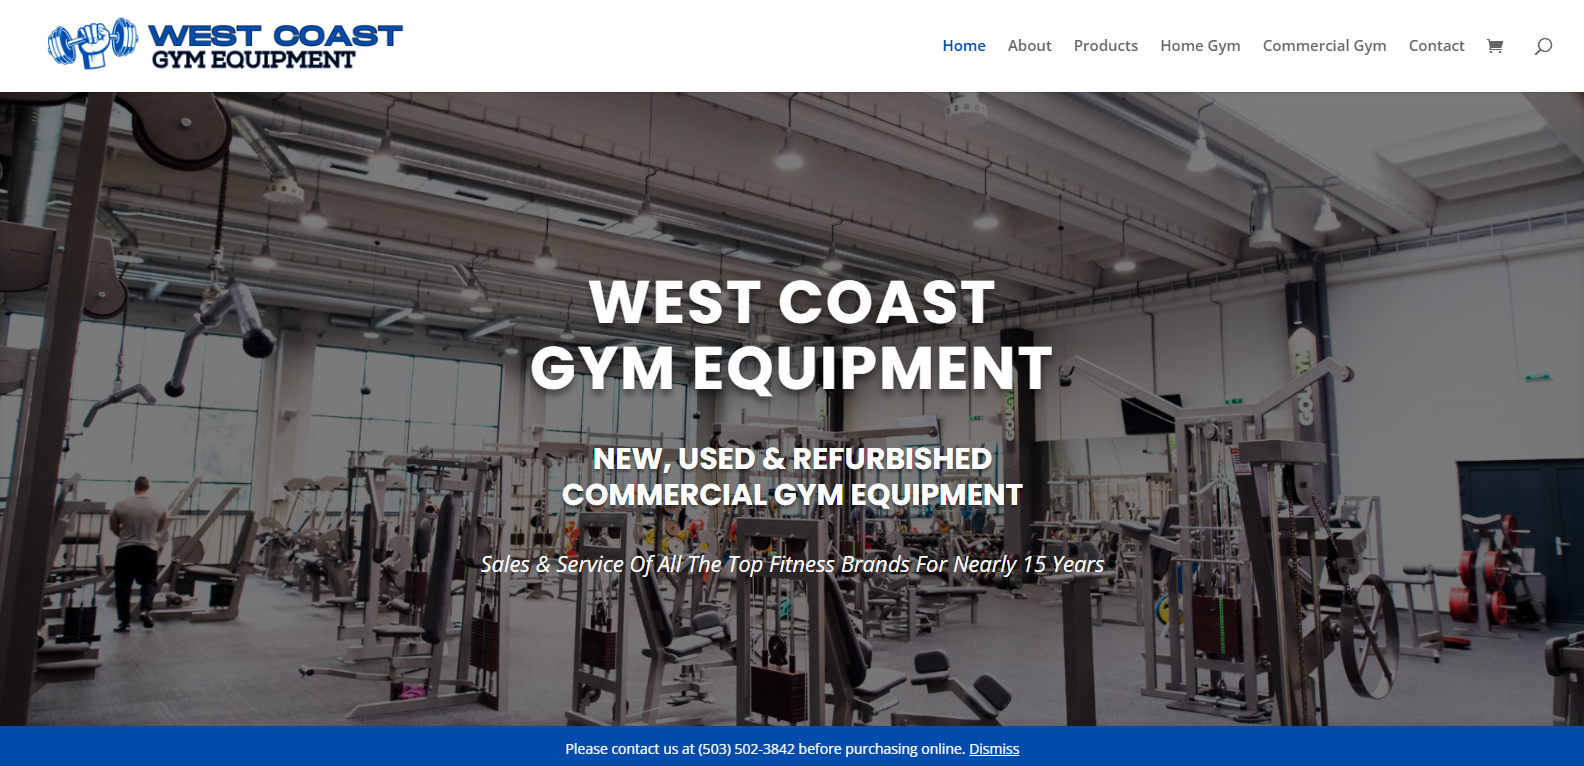 WEST COAST
GYM EQUIPMENT
Home About Products Home Gym Commercial Gym Contact
WEST COAST
GYM EQUIPMENT
NEW, USED & REFURBISHED
COMMERCIAL GYM EQUIPMENT
Sales & Service Of All The Top Fitness Brands For Nearly 15 Years
Please contact us at (503) 502-3842 before purchasing online. Dismiss